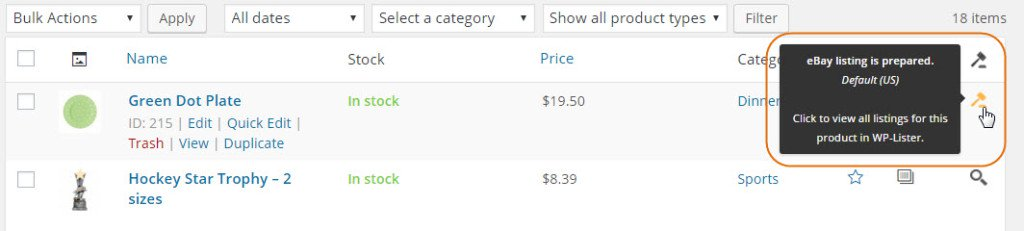 Bulk Actions Apply All dates Select a category Show all product types Filter 18 items
Name Stock Price Catego
eBay listing is prepared.
Default (US)
Click to view all listings for this
product in WP-Lister.
Green Dot Plate In stock $19.50 Dinner
ID: 215 | Edit | Quick Edit |
Trash | View | Duplicate
Hockey Star Trophy – 2 In stock $8.39 Sports
sizes